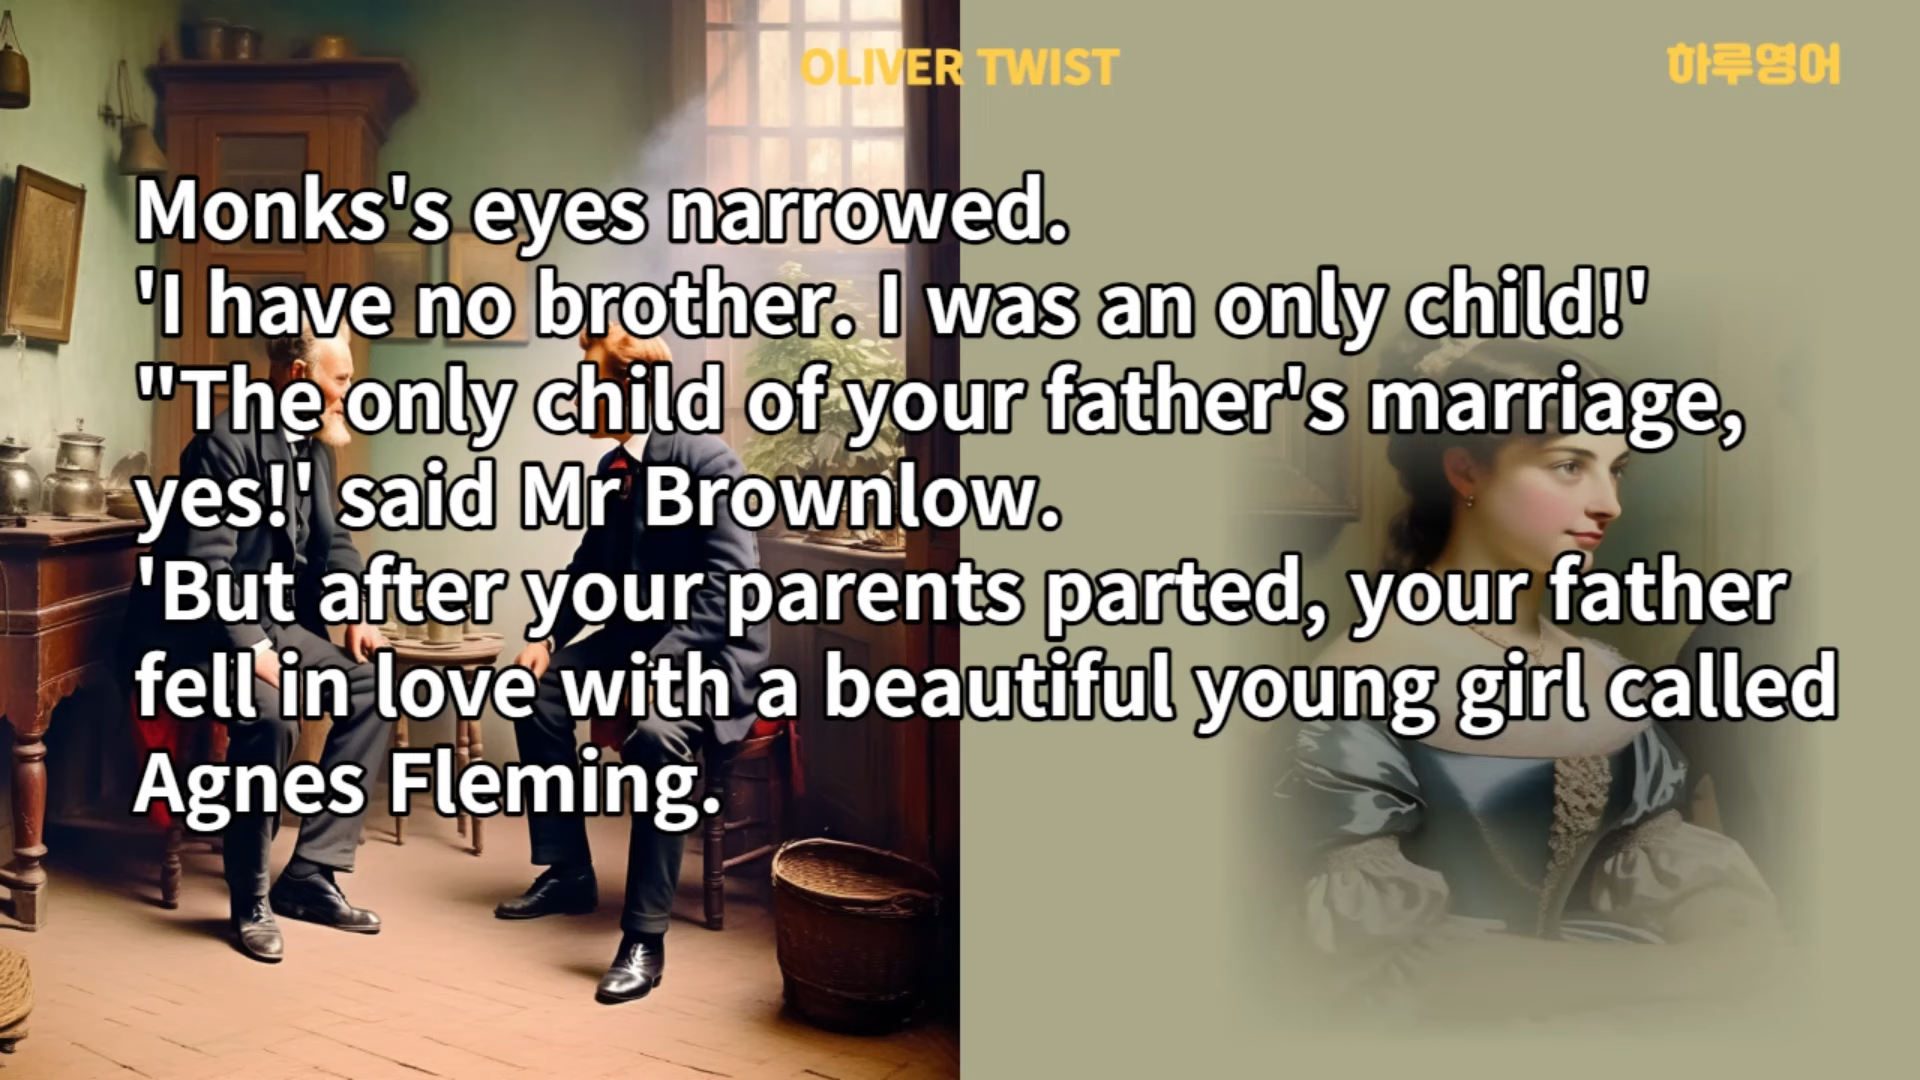 OLIVER TWIST
하루영어
Monks's eyes narrowed.
'I have no brother. I was an only child!'
"The only child of your father's marriage,
yes!' said Mr Brownlow.
'But after your parents parted, your father
fell in love with a beautiful young girl called
Agnes Fleming.